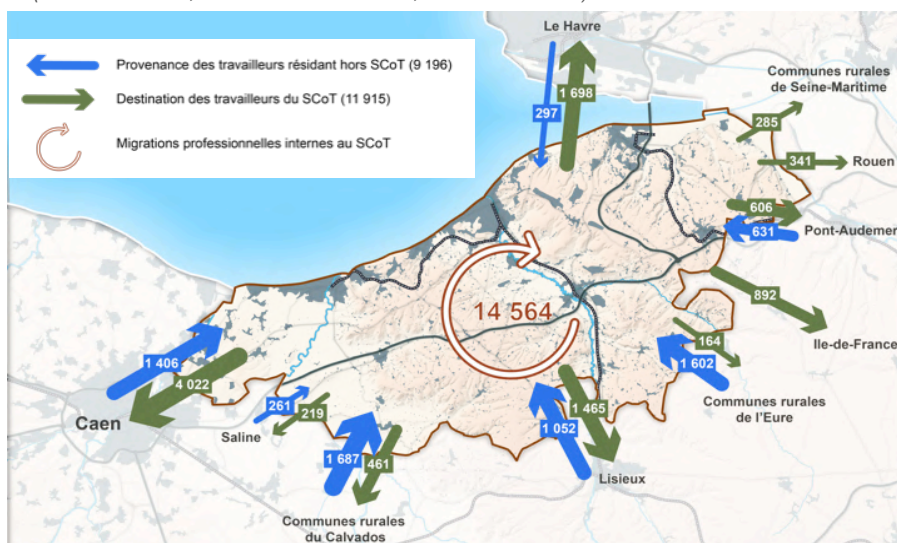 Le Havre
Provenance des travailleurs résidant hors SCoT (9 196)
Destination des travailleurs du SCoT (11 915)
Migrations professionnelles internes au SCoT
Communes rurales
de Seine-Maritime
1 698
297
285
341
Rouen
606
631
Pont-Audemer
892
14 564
Ile-de-France
164
1 602
1 406
4 022
Caen
261
219
Saline
1 465
1 052
Communes rurales
de l'Eure
1 687
461
Lisieux
Communes rurales
du Calvados